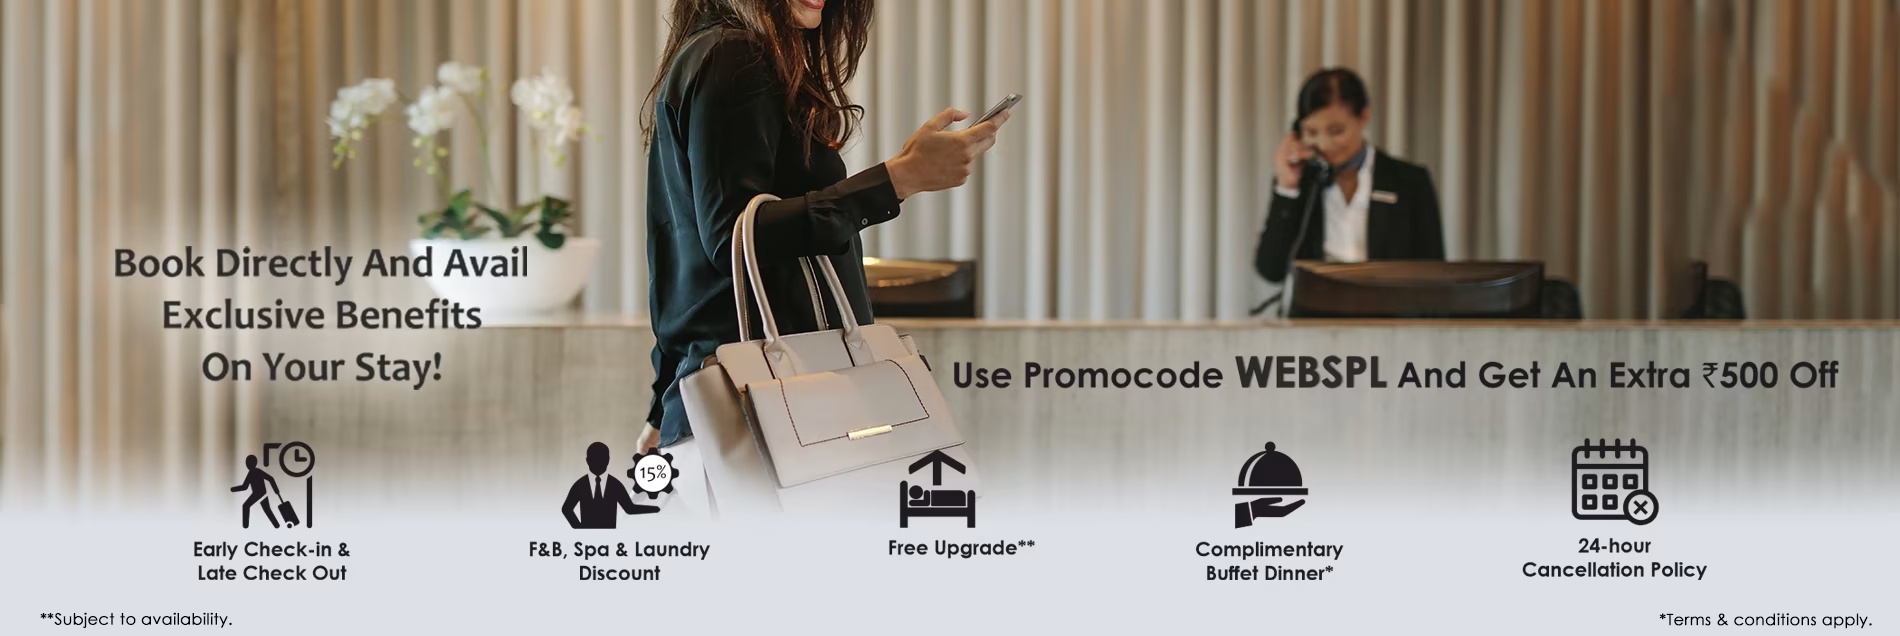 Book Directly And Avail
Exclusive Benefits
On Your Stay!
Use Promocode WEBSPL And Get An Extra ₹500 Off
15%
Early Check-in &
Late Check Out
F&B, Spa & Laundry
Discount
Free Upgrade**
Complimentary
Buffet Dinner*
24-hour
Cancellation Policy
**Subject to availability.
*Terms & conditions apply.